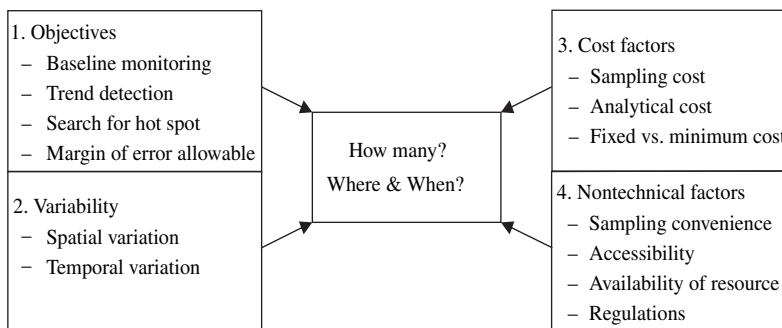 1. Objectives
– Baseline monitoring
– Trend detection
– Search for hot spot
– Margin of error allowable
2. Variability
– Spatial variation
– Temporal variation
How many?
Where & When?
3. Cost factors
– Sampling cost
– Analytical cost
– Fixed vs. minimum cost
4. Nontechnical factors
– Sampling convenience
– Accessibility
– Availability of resource
– Regulations